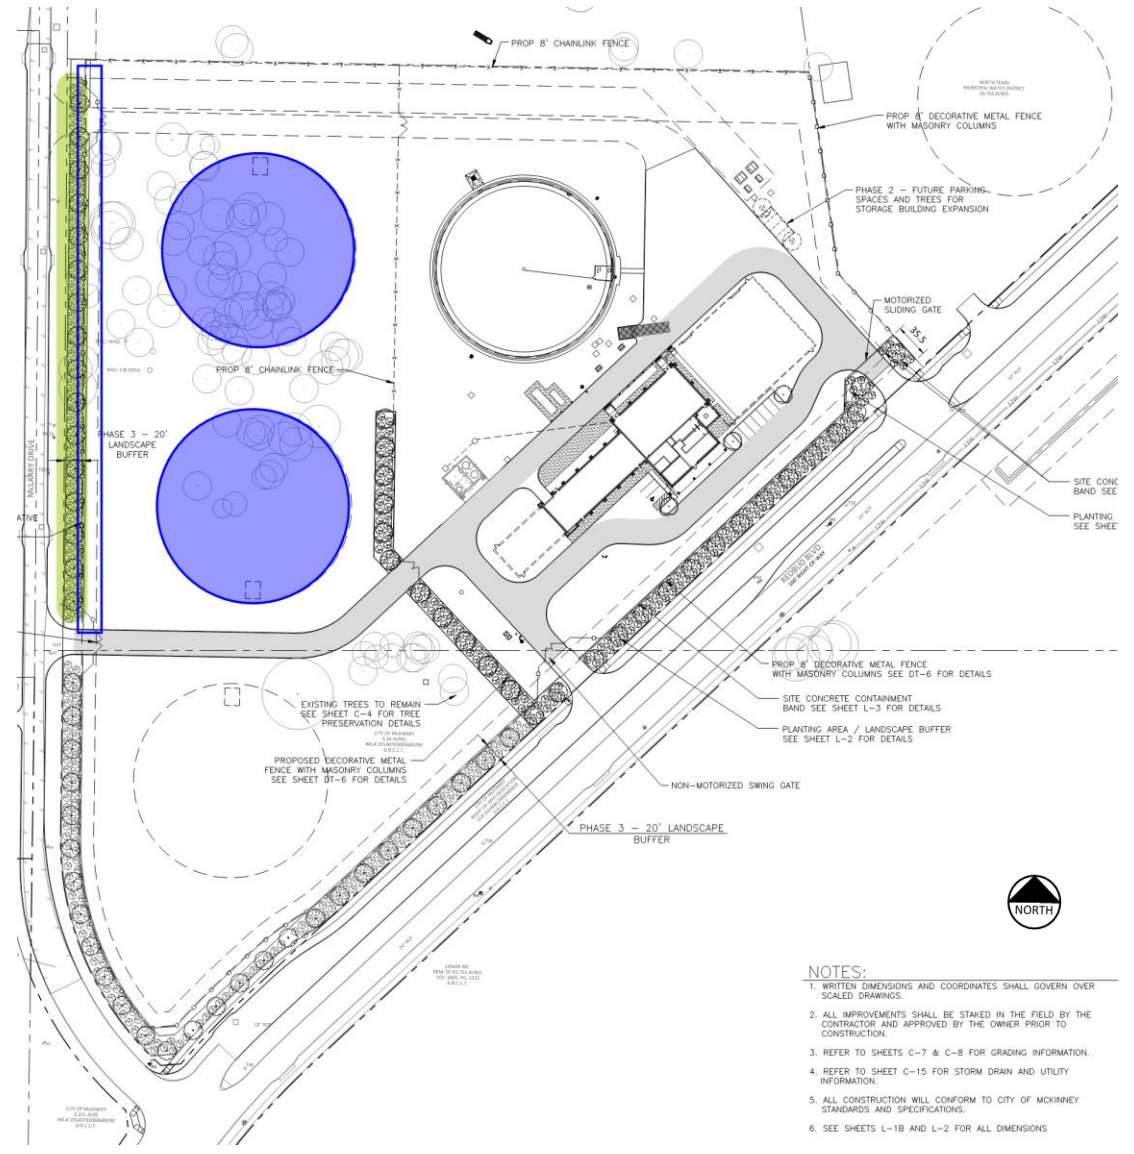 PROP 8' CHAINLINK FENCE
NORTH TEXAS
MUNICIPAL WATER DISTRICT
PROP 8' DECORATIVE METAL FENCE
WITH MASONRY COLUMNS
PHASE 2 – FUTURE PARKING
SPACES AND TREES FOR
STORAGE BUILDING EXPANSION
MOTORIZED
SLIDING GATE
35.5
PROP 8' CHAINLINK FENCE
PHASE 3 – 20'
LANDSCAPE
BUFFER
McLARRY DRIVE
ATIVE
SITE CONC
BAND SEE
PLANTING
SEE SHEET
REDBUD BLVD.
PROP 8' DECORATIVE METAL FENCE
WITH MASONRY COLUMNS SEE DT–6 FOR DETAILS
SITE CONCRETE CONTAINMENT
BAND SEE SHEET L–3 FOR DETAILS
PLANTING AREA / LANDSCAPE BUFFER
SEE SHEET L–2 FOR DETAILS
EXISTING TREES TO REMAIN
SEE SHEET C–4 FOR TREE
PRESERVATION DETAILS
CITY OF McKINNEY
PROPOSED DECORATIVE METAL
FENCE WITH MASONRY COLUMNS
SEE SHEET DT–6 FOR DETAILS
NON–MOTORIZED SWING GATE
PHASE 3 – 20' LANDSCAPE
BUFFER
NORTH
NOTES:
1. WRITTEN DIMENSIONS AND COORDINATES SHALL GOVERN OVER
SCALED DRAWINGS.
2. ALL IMPROVEMENTS SHALL BE STAKED IN THE FIELD BY THE
CONTRACTOR AND APPROVED BY THE OWNER PRIOR TO
CONSTRUCTION.
3. REFER TO SHEETS C–7 & C–8 FOR GRADING INFORMATION.
4. REFER TO SHEET C–15 FOR STORM DRAIN AND UTILITY
INFORMATION.
5. ALL CONSTRUCTION WILL CONFORM TO CITY OF MCKINNEY
STANDARDS AND SPECIFICATIONS.
6. SEE SHEETS L–1B AND L–2 FOR ALL DIMENSIONS
CITY OF McKINNEY